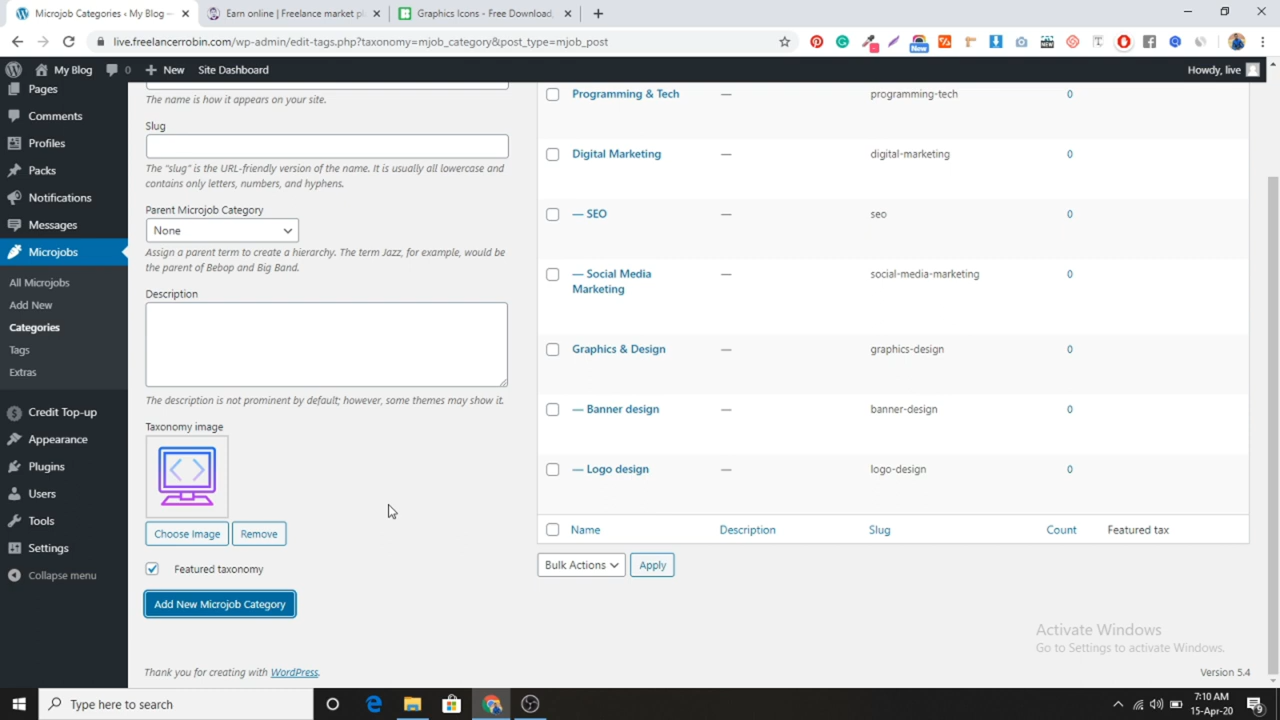 Microjob Categories ‹ My Blog —
Earn online | Freelance market pl
Graphics Icons - Free Download,
live.freelancerrobin.com/wp-admin/edit-tags.php?taxonomy=mjob_category&post_type=mjob_post
New
My Blog
0
New
Site Dashboard
Howdy, live
Pages
Comments
Profiles
Packs
Notifications
Messages
Microjobs
All Microjobs
Add New
Categories
Tags
Extras
Credit Top-up
Appearance
Plugins
Users
Tools
Settings
Collapse menu
The name is how it appears on your site.
Slug
The "slug" is the URL-friendly version of the name. It is usually all lowercase and
contains only letters, numbers, and hyphens.
Parent Microjob Category
None
Assign a parent term to create a hierarchy. The term Jazz, for example, would be
the parent of Bebop and Big Band.
Description
The description is not prominent by default; however, some themes may show it.
Taxonomy image
Choose Image
Remove
Featured taxonomy
Add New Microjob Category
Programming & Tech — programming-tech 0
Digital Marketing — digital-marketing 0
— SEO — seo 0
— Social Media
Marketing — social-media-marketing 0
Graphics & Design — graphics-design 0
— Banner design — banner-design 0
— Logo design — logo-design 0
Name Description Slug Count Featured tax
Bulk Actions
Apply
Activate Windows
Go to Settings to activate Windows.
Thank you for creating with WordPress.
Version 5.4
Type here to search
7:10 AM
15-Apr-20
9